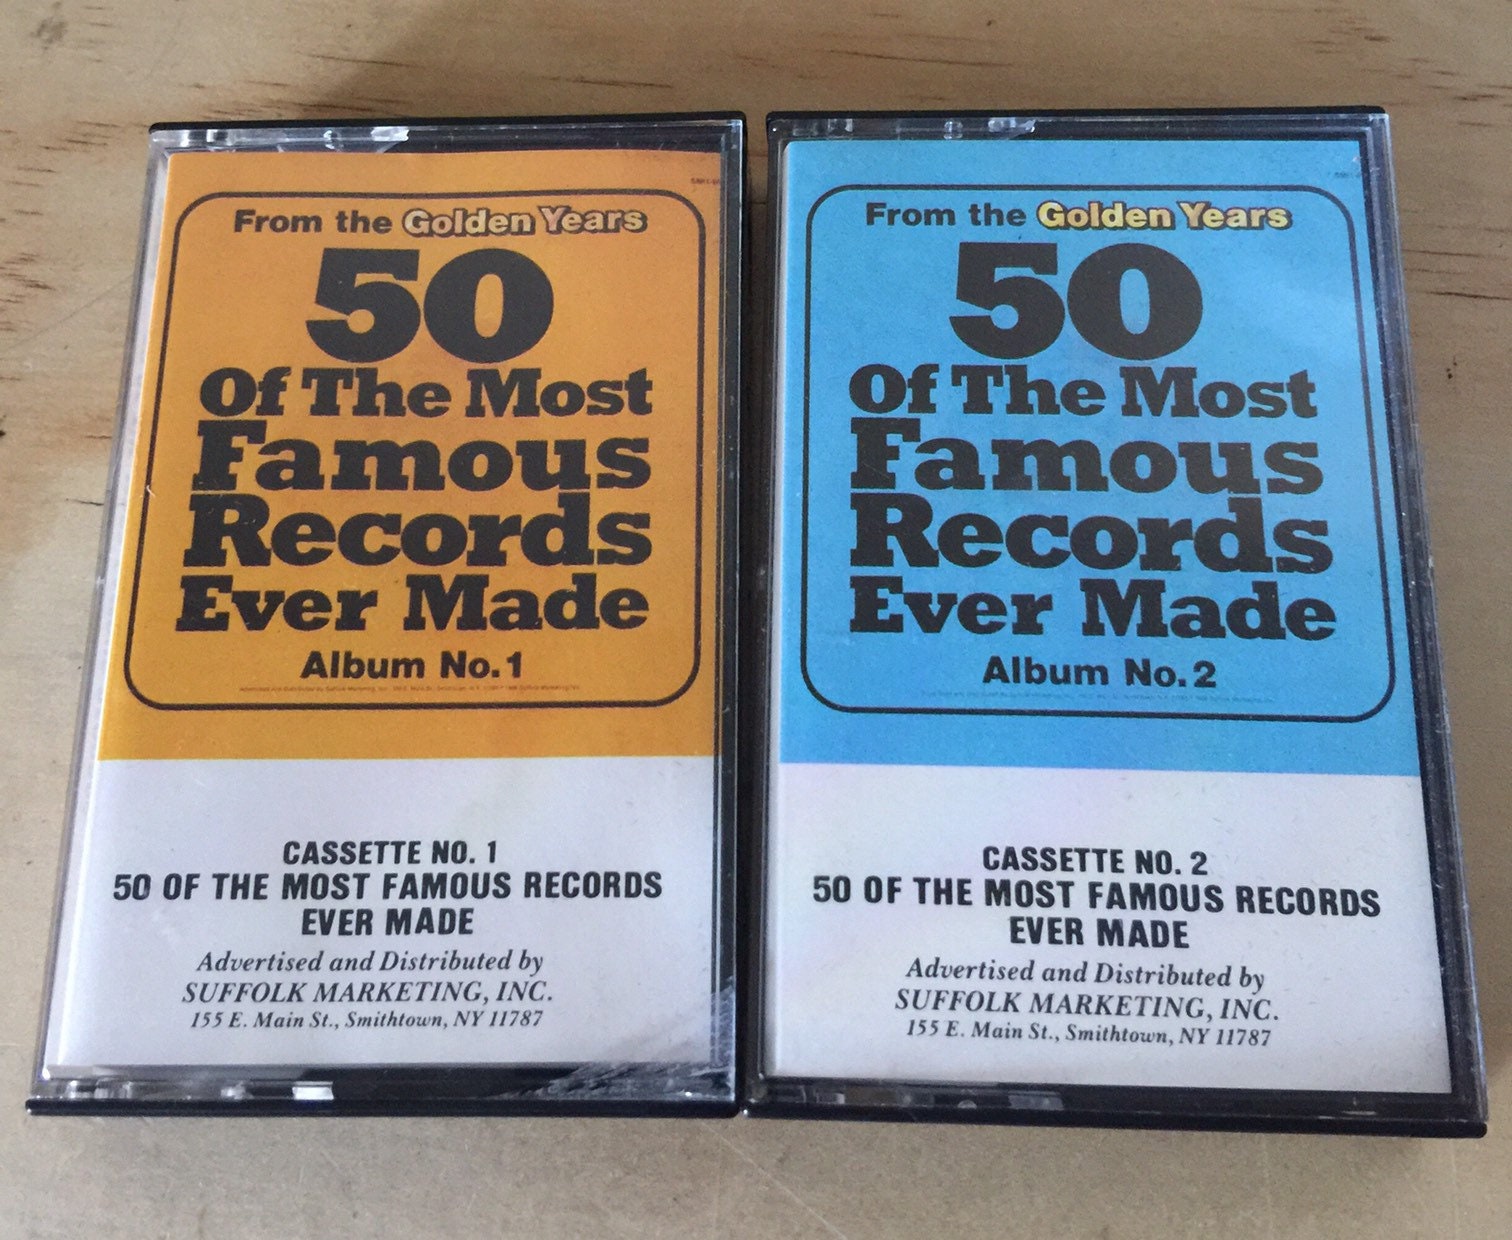 From the Golden Years
50
Of The Most
Famous
Records
Ever Made
Album No. 1
CASSETTE NO. 1
50 OF THE MOST FAMOUS RECORDS
EVER MADE
Advertised and Distributed by
SUFFOLK MARKETING, INC.
155 E. Main St., Smithtown, NY 11787
From the Golden Years
50
Of The Most
Famous
Records
Ever Made
Album No. 2
CASSETTE NO. 2
50 OF THE MOST FAMOUS RECORDS
EVER MADE
Advertised and Distributed by
SUFFOLK MARKETING, INC.
155 E. Main St., Smithtown, NY 11787